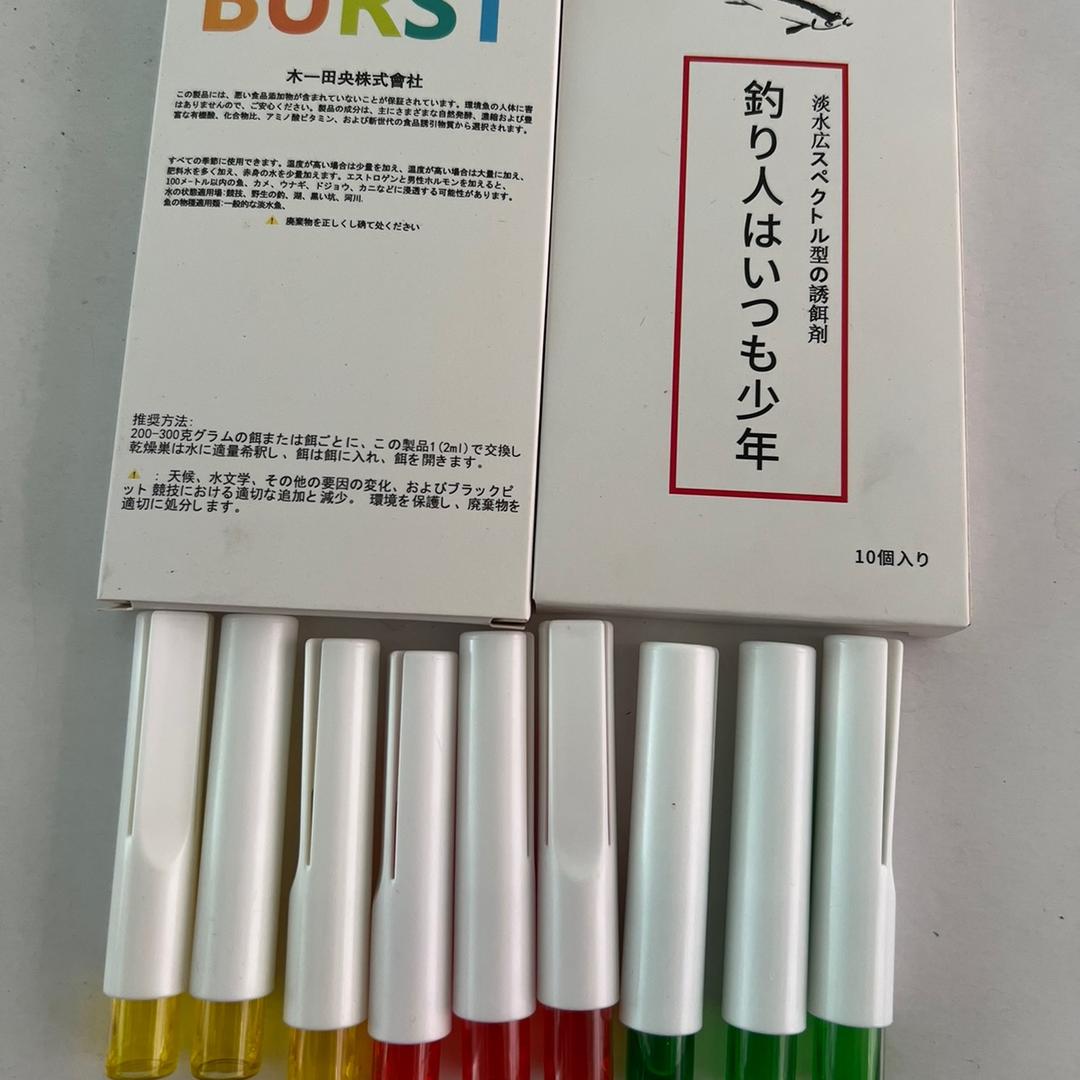 BURST
木一田央株式會社
この製品には、悪い食品添加物が含まれていないことが保証されています。環境魚の人体に害
はありませんので、ご安心ください。製品の成分は、主にさまざまな自然発酵、濃縮および豊
富な有機酸、化合物比、アミノ酸ビタミン、および新世代の食品誘引物質から選択されます。
すべての季節に使用できます。温度が高い場合は少量を加え、温度が高い場合は大量に加え、
肥料水を多く加え、赤身の水を少量加えます。エストロゲンと男性ホルモンを加えると、
100メートル以内の魚、カメ、ウナギ、ドジョウ、カニなどに浸透する可能性があります。
水の状態適用場:競技、野生の釣、湖、黒い坑、河川.
魚の物種適用類:一般的な淡水魚、
廃棄物を正しくし碘て处ください
推奨方法:
200-300克グラムの餌または餌ごとに、この製品1(2ml)で交換し
乾燥巣は水に適量希釈し、餌は餌に入れ、餌を開きます。
: 天候、水文学、その他の要因の変化、およびブラックピ
ット 競技における適切な追加と減少。 環境を保護し、廃棄物を
適切に処分します。
淡水広スペクトル型の誘餌剤
釣り人はいつも少年
10個入り